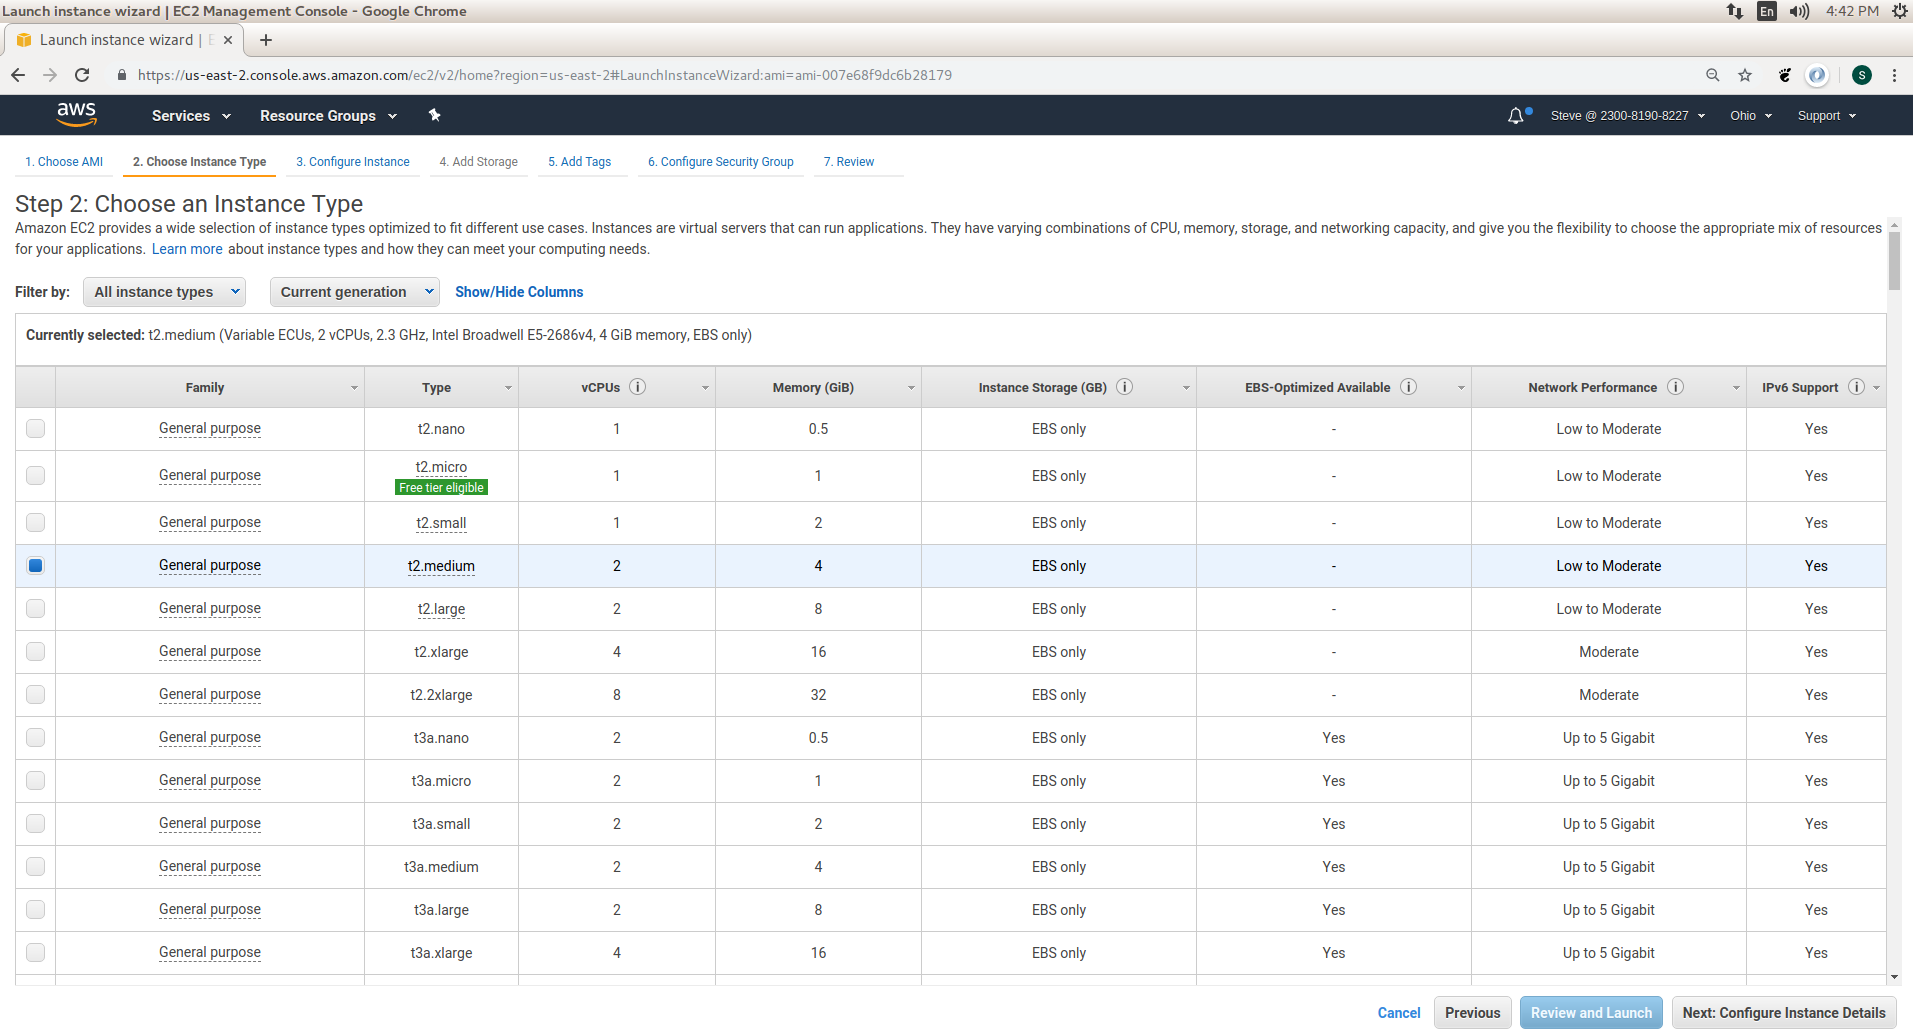 Launch instance wizard | EC2 Management Console - Google Chrome
En
4:42 PM
Launch instance wizard |
https://us-east-2.console.aws.amazon.com/ec2/v2/home?region=us-east-2#LaunchInstanceWizard:ami=ami-007e68f9dc6b28179
S
aws
Services
Resource Groups
Steve @ 2300-8190-8227
Ohio
Support
1. Choose AMI
2. Choose Instance Type
3. Configure Instance
4. Add Storage
5. Add Tags
6. Configure Security Group
7. Review
Step 2: Choose an Instance Type
Amazon EC2 provides a wide selection of instance types optimized to fit different use cases. Instances are virtual servers that can run applications. They have varying combinations of CPU, memory, storage, and networking capacity, and give you the flexibility to choose the appropriate mix of resources
for your applications. Learn more about instance types and how they can meet your computing needs.
Filter by: All instance types Current generation Show/Hide Columns
Currently selected: t2.medium (Variable ECUs, 2 vCPUs, 2.3 GHz, Intel Broadwell E5-2686v4, 4 GiB memory, EBS only)
Family Type vCPUs i Memory (GiB) Instance Storage (GB) i EBS-Optimized Available i Network Performance i IPv6 Support i
General purpose t2.nano 1 0.5 EBS only - Low to Moderate Yes
General purpose t2.micro 1 1 EBS only - Low to Moderate Yes
Free tier eligible
General purpose t2.small 1 2 EBS only - Low to Moderate Yes
General purpose t2.medium 2 4 EBS only - Low to Moderate Yes
General purpose t2.large 2 8 EBS only - Low to Moderate Yes
General purpose t2.xlarge 4 16 EBS only - Moderate Yes
General purpose t2.2xlarge 8 32 EBS only - Moderate Yes
General purpose t3a.nano 2 0.5 EBS only Yes Up to 5 Gigabit Yes
General purpose t3a.micro 2 1 EBS only Yes Up to 5 Gigabit Yes
General purpose t3a.small 2 2 EBS only Yes Up to 5 Gigabit Yes
General purpose t3a.medium 2 4 EBS only Yes Up to 5 Gigabit Yes
General purpose t3a.large 2 8 EBS only Yes Up to 5 Gigabit Yes
General purpose t3a.xlarge 4 16 EBS only Yes Up to 5 Gigabit Yes
Cancel
Previous
Review and Launch
Next: Configure Instance Details